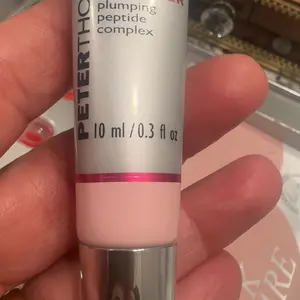 plumping
peptide
complex
10 ml / 0.3 fl oz
PETERTHO